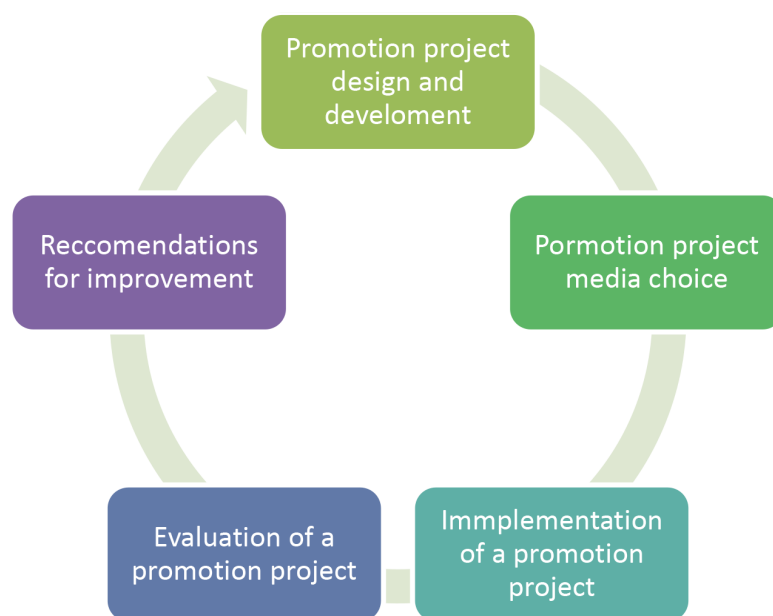 Promotion project
design and
develoment
Pormotion project
media choice
Immplementation
of a promotion
project
Evaluation of a
promotion project
Reccomendations
for improvement